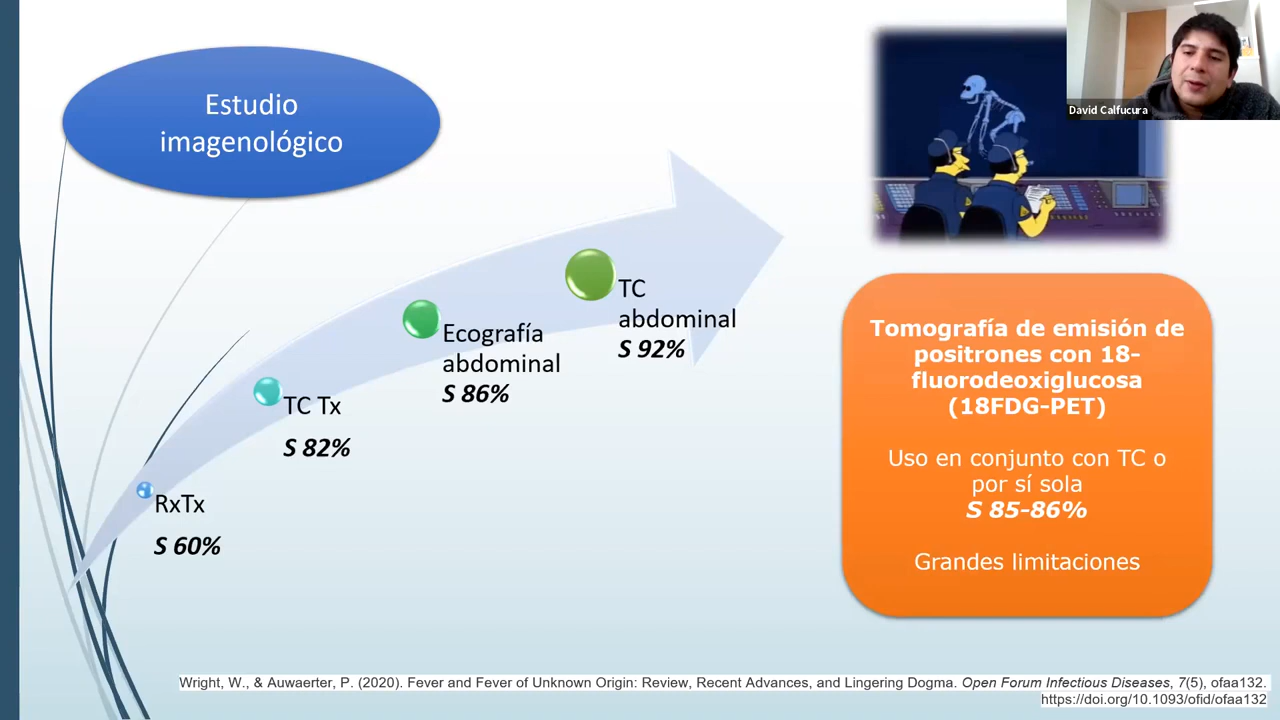 Estudio
imagenológico
David Calfucura
TC
abdominal
S 92%
Ecografía
abdominal
S 86%
TC Tx
S 82%
RxTx
S 60%
Tomografía de emisión de
positrones con 18-
fluorodeoxiglucosa
(18FDG-PET)
Uso en conjunto con TC o
por sí sola
S 85-86%
Grandes limitaciones
Wright, W., & Auwaerter, P. (2020). Fever and Fever of Unknown Origin: Review, Recent Advances, and Lingering Dogma. Open Forum Infectious Diseases, 7(5), ofaa132.
https://doi.org/10.1093/ofid/ofaa132